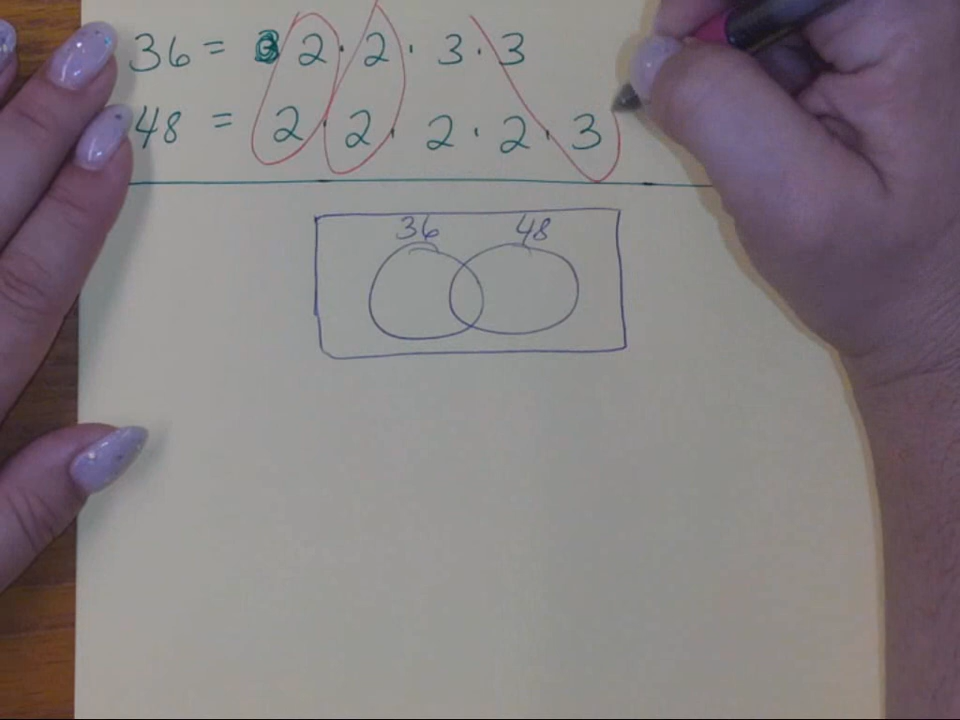 36 = 2 · 2 · 3 · 3
48 = 2 · 2 · 2 · 2 · 3
36 48